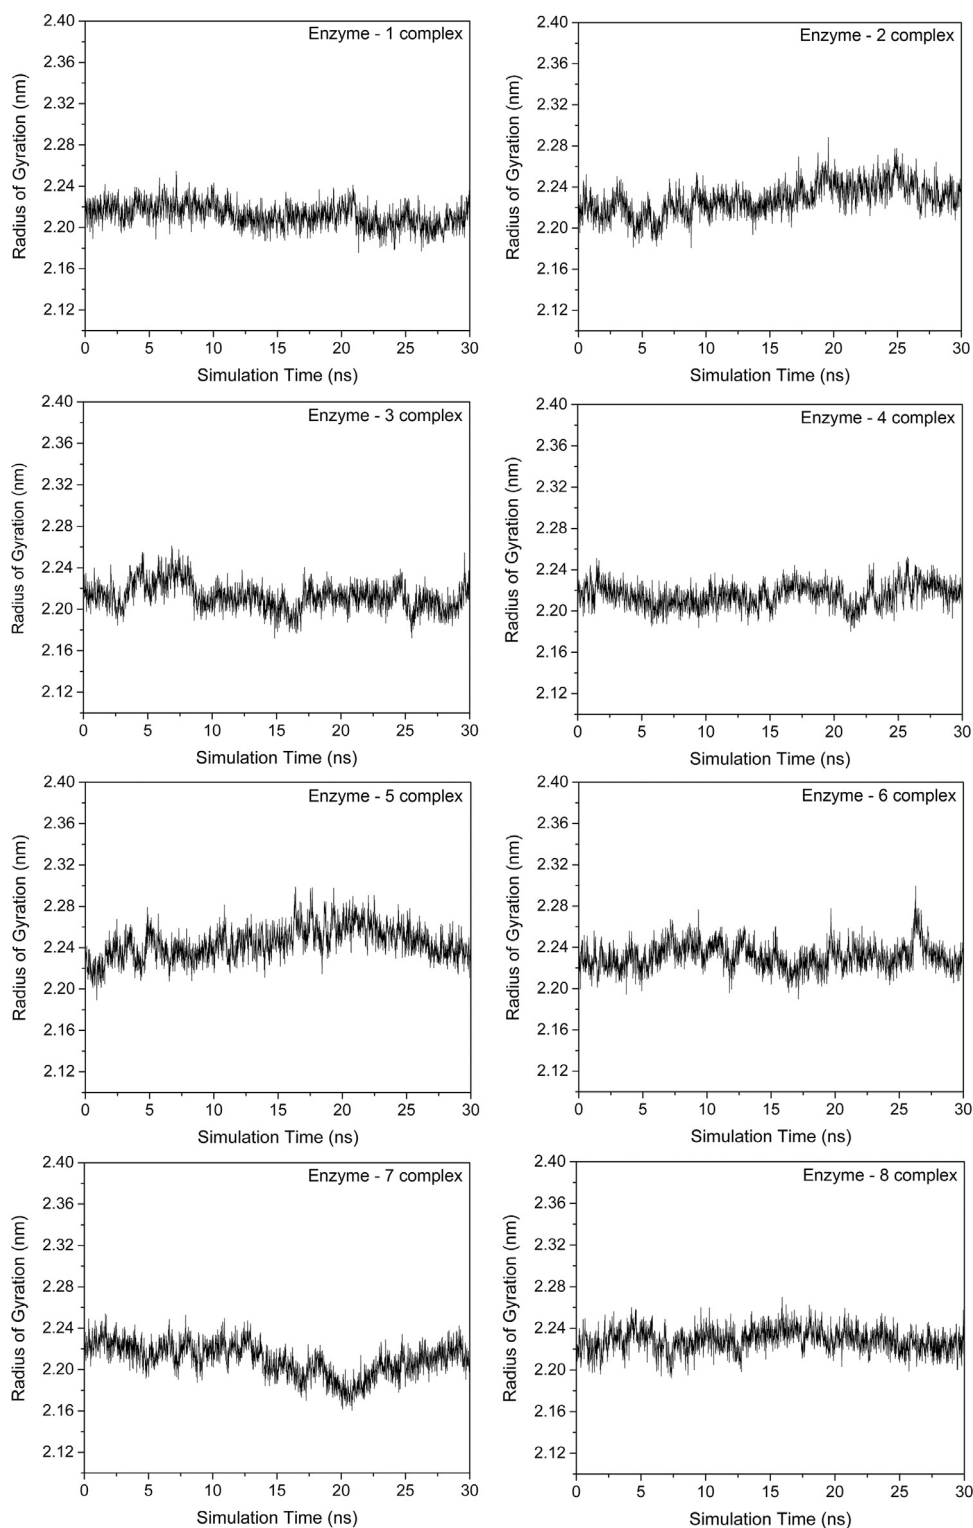 Enzyme - 1 complex
Radius of Gyration (nm)
2.40
2.36
2.32
2.28
2.24
2.20
2.16
2.12
0 5 10 15 20 25 30
Simulation Time (ns)
Enzyme - 2 complex
Radius of Gyration (nm)
2.40
2.36
2.32
2.28
2.24
2.20
2.16
2.12
0 5 10 15 20 25 30
Simulation Time (ns)
Enzyme - 3 complex
Radius of Gyration (nm)
2.40
2.36
2.32
2.28
2.24
2.20
2.16
2.12
0 5 10 15 20 25 30
Simulation Time (ns)
Enzyme - 4 complex
Radius of Gyration (nm)
2.40
2.36
2.32
2.28
2.24
2.20
2.16
2.12
0 5 10 15 20 25 30
Simulation Time (ns)
Enzyme - 5 complex
Radius of Gyration (nm)
2.40
2.36
2.32
2.28
2.24
2.20
2.16
2.12
0 5 10 15 20 25 30
Simulation Time (ns)
Enzyme - 6 complex
Radius of Gyration (nm)
2.40
2.36
2.32
2.28
2.24
2.20
2.16
2.12
0 5 10 15 20 25 30
Simulation Time (ns)
Enzyme - 7 complex
Radius of Gyration (nm)
2.40
2.36
2.32
2.28
2.24
2.20
2.16
2.12
0 5 10 15 20 25 30
Simulation Time (ns)
Enzyme - 8 complex
Radius of Gyration (nm)
2.40
2.36
2.32
2.28
2.24
2.20
2.16
2.12
0 5 10 15 20 25 30
Simulation Time (ns)